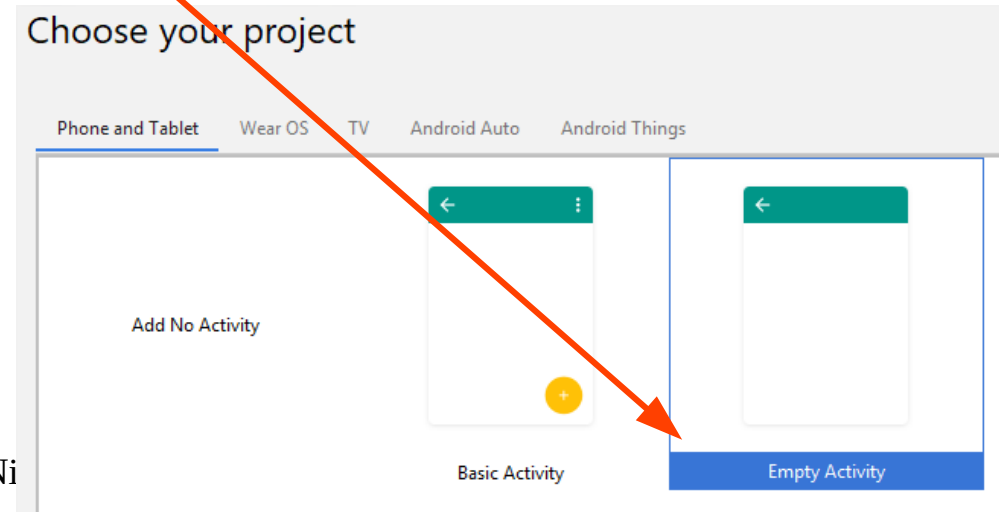 Choose your project
Phone and Tablet Wear OS TV Android Auto Android Things
Add No Activity
Ni
Basic Activity Empty Activity